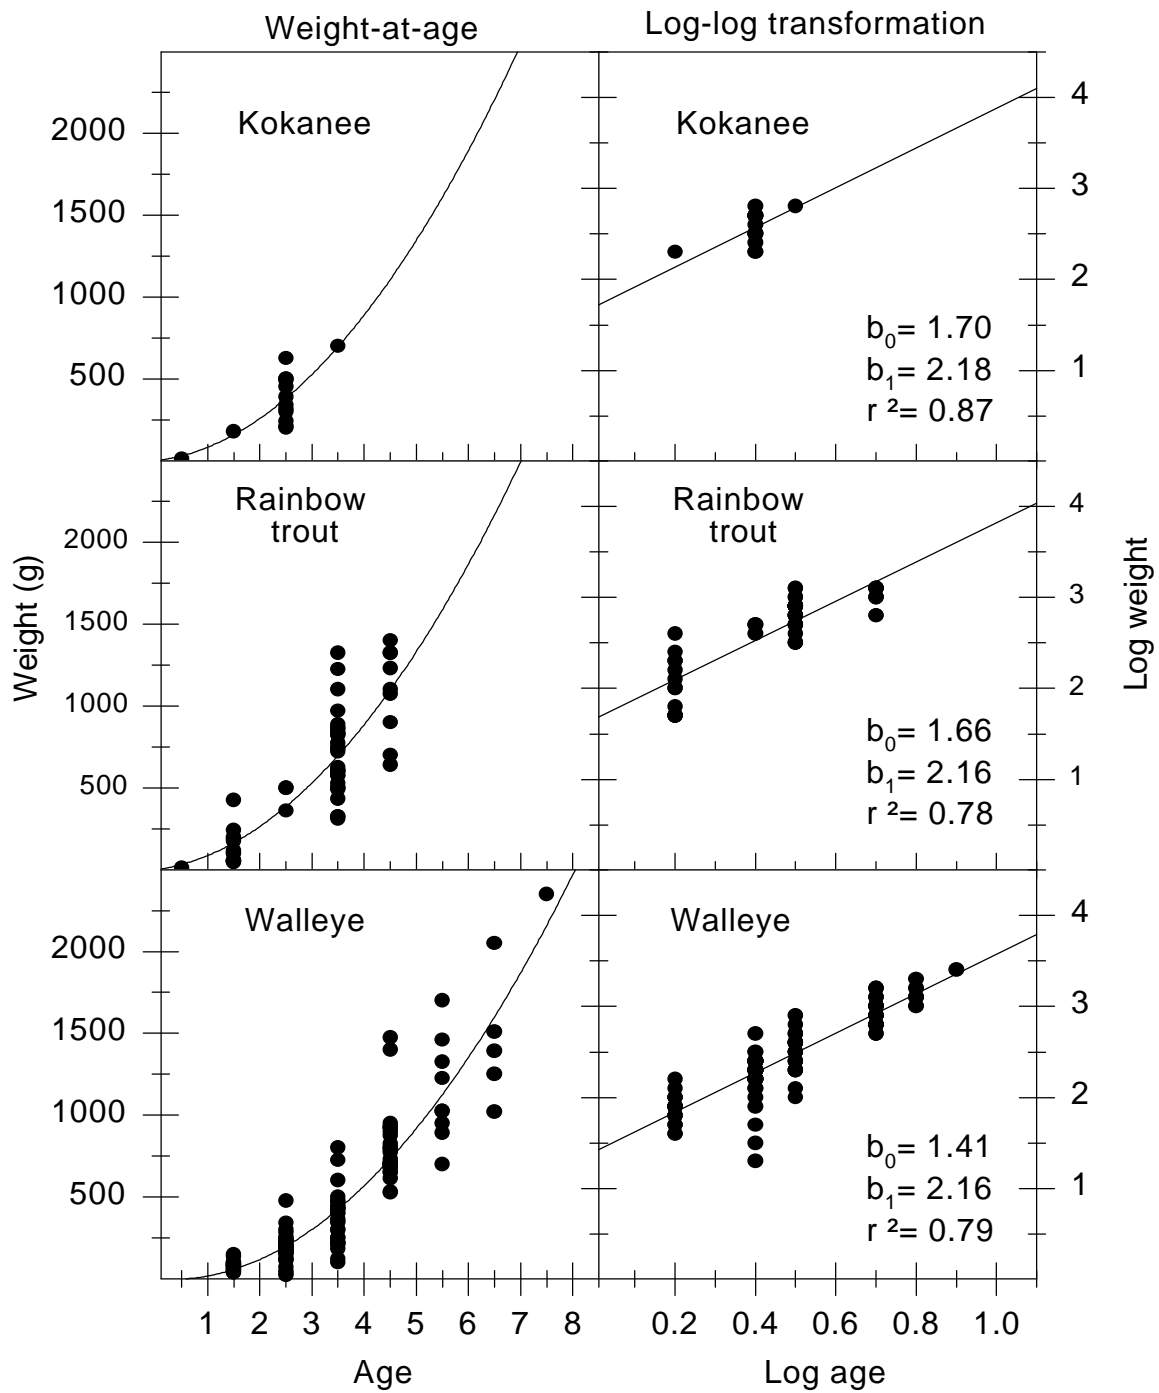 Weight-at-age
Log-log transformation
Kokanee
2000
1500
1000
500
Kokanee
4
3
2
1
b₀= 1.70
b₁= 2.18
r ²= 0.87
Weight (g)
Rainbow
trout
2000
1500
1000
500
Rainbow
trout
4
3
2
1
b₀= 1.66
b₁= 2.16
r ²= 0.78
Log weight
Walleye
2000
1500
1000
500
Walleye
4
3
2
1
b₀= 1.41
b₁= 2.16
r ²= 0.79
1 2 3 4 5 6 7 8
0.2 0.4 0.6 0.8 1.0
Age
Log age